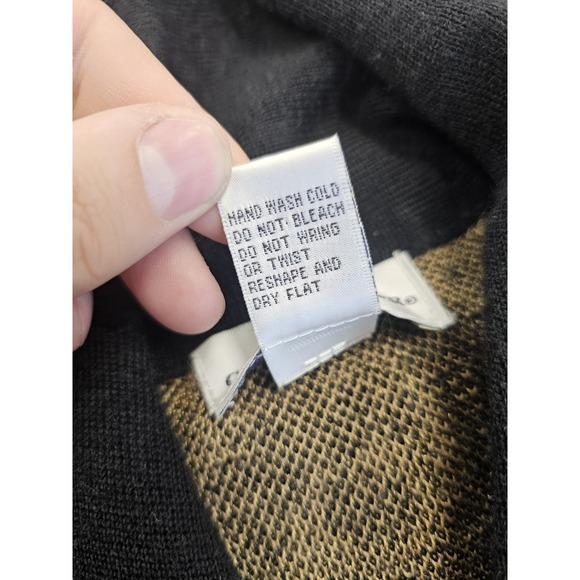 HAND WASH COLD
DO NOT BLEACH
DO NOT WRING
OR TWIST
RESHAPE AND
DRY FLAT